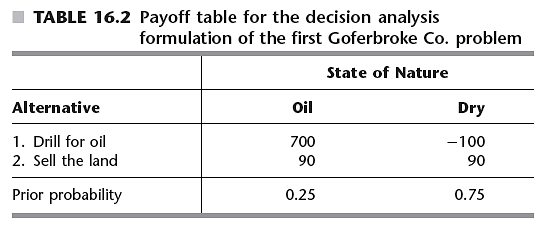 TABLE 16.2 Payoff table for the decision analysis
formulation of the first Goferbroke Co. problem
State of Nature
Alternative Oil Dry
1. Drill for oil 700 −100
2. Sell the land 90 90
Prior probability 0.25 0.75